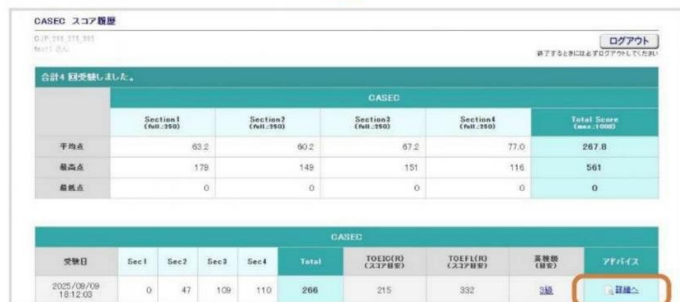 CASEC スコア履歴
ログアウト
終了するときには必ずログアウトしてください
合計4 回受験しました。
CASEC
Section1 Section2 Section3 Section4 Total Score
(full.:250) (full.:250) (full.:250) (full.:250) (max.:1000)
平均点 63.2 60.2 67.2 77.0 267.8
最高点 179 149 151 116 561
最低点 0 0 0 0 0
CASEC
受験日 Sec1 Sec2 Sec3 Sec4 Total TOEIC(R) (スコア目安) TOEFL(R) (スコア目安) 英検級 (目安) アドバイス
2025/08/09 0 47 109 110 266 215 332 3級 詳細へ
18:12:03